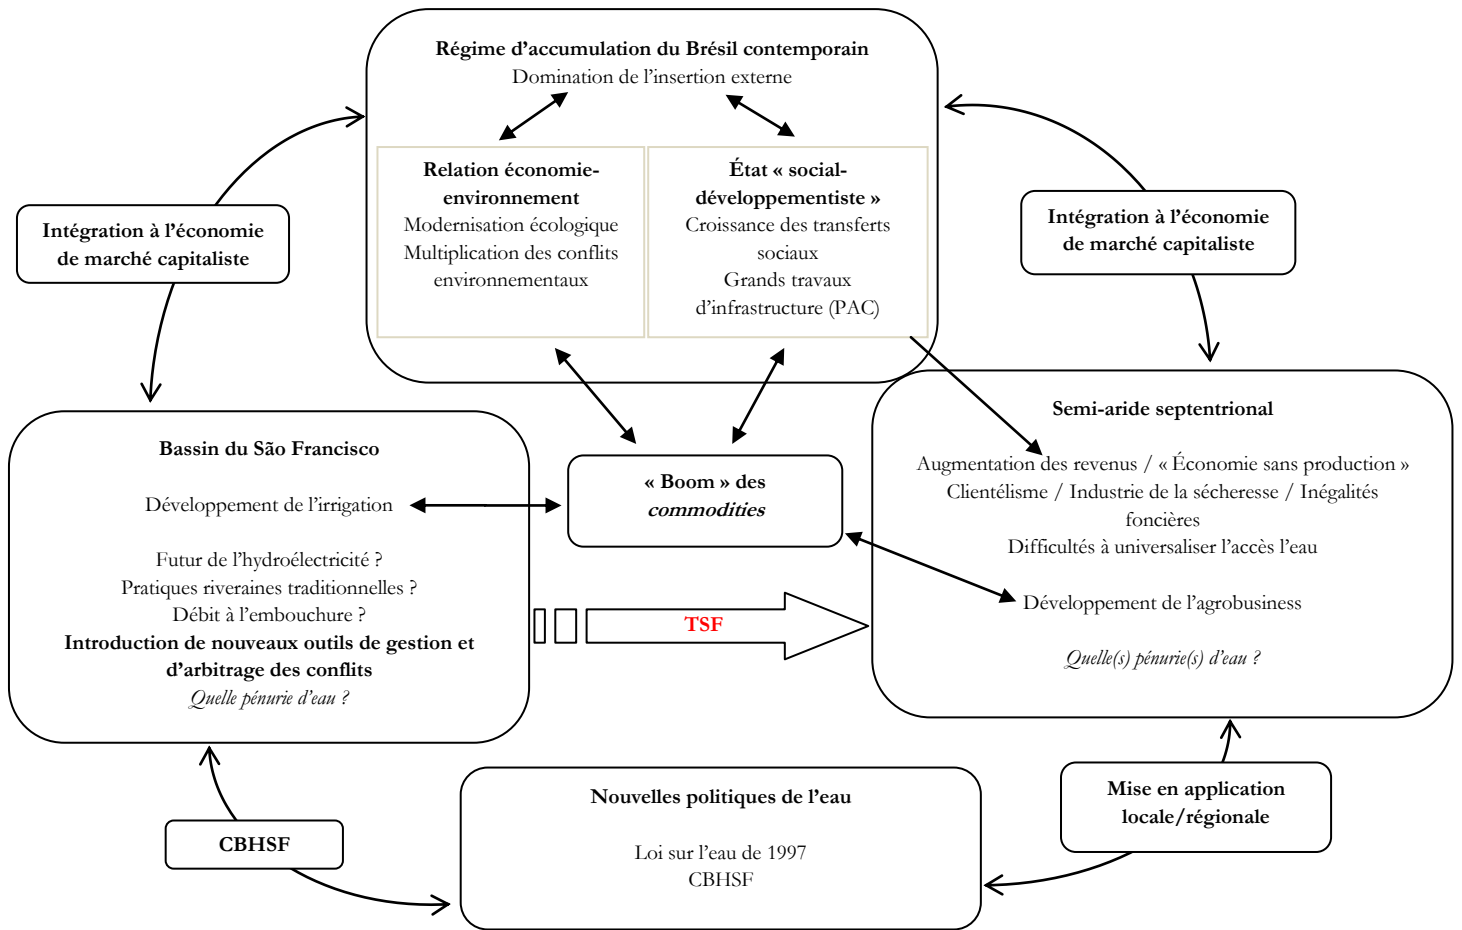 Régime d’accumulation du Brésil contemporain
Domination de l’insertion externe
Relation économie-
environnement
Modernisation écologique
Multiplication des conflits
environnementaux
État « social-
développementiste »
Croissance des transferts
sociaux
Grands travaux
d’infrastructure (PAC)
Intégration à l’économie
de marché capitaliste
Intégration à l’économie
de marché capitaliste
Bassin du São Francisco
Développement de l’irrigation
Futur de l’hydroélectricité ?
Pratiques riveraines traditionnelles ?
Débit à l’embouchure ?
Introduction de nouveaux outils de gestion et
d’arbitrage des conflits
Quelle pénurie d’eau ?
« Boom » des
commodities
TSF
Semi-aride septentrional
Augmentation des revenus / « Économie sans production »
Clientélisme / Industrie de la sécheresse / Inégalités
foncières
Difficultés à universaliser l’accès l’eau
Développement de l’agrobusiness
Quelle(s) pénurie(s) d’eau ?
CBHSF
Nouvelles politiques de l’eau
Loi sur l’eau de 1997
CBHSF
Mise en application
locale/régionale